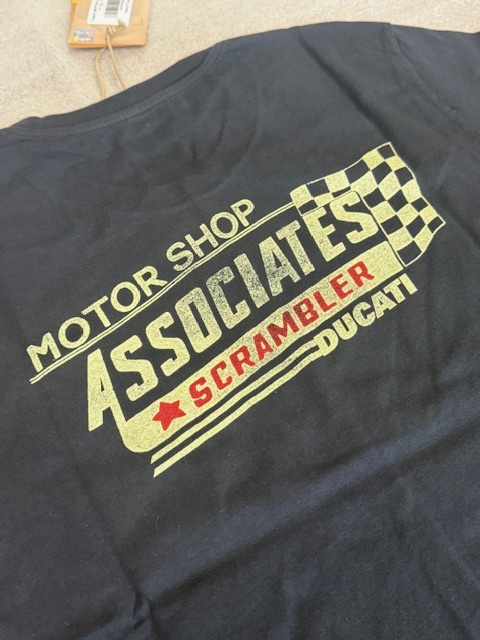 MOTOR SHOP
ASSOCIATES
SCRAMBLER
DUCATI